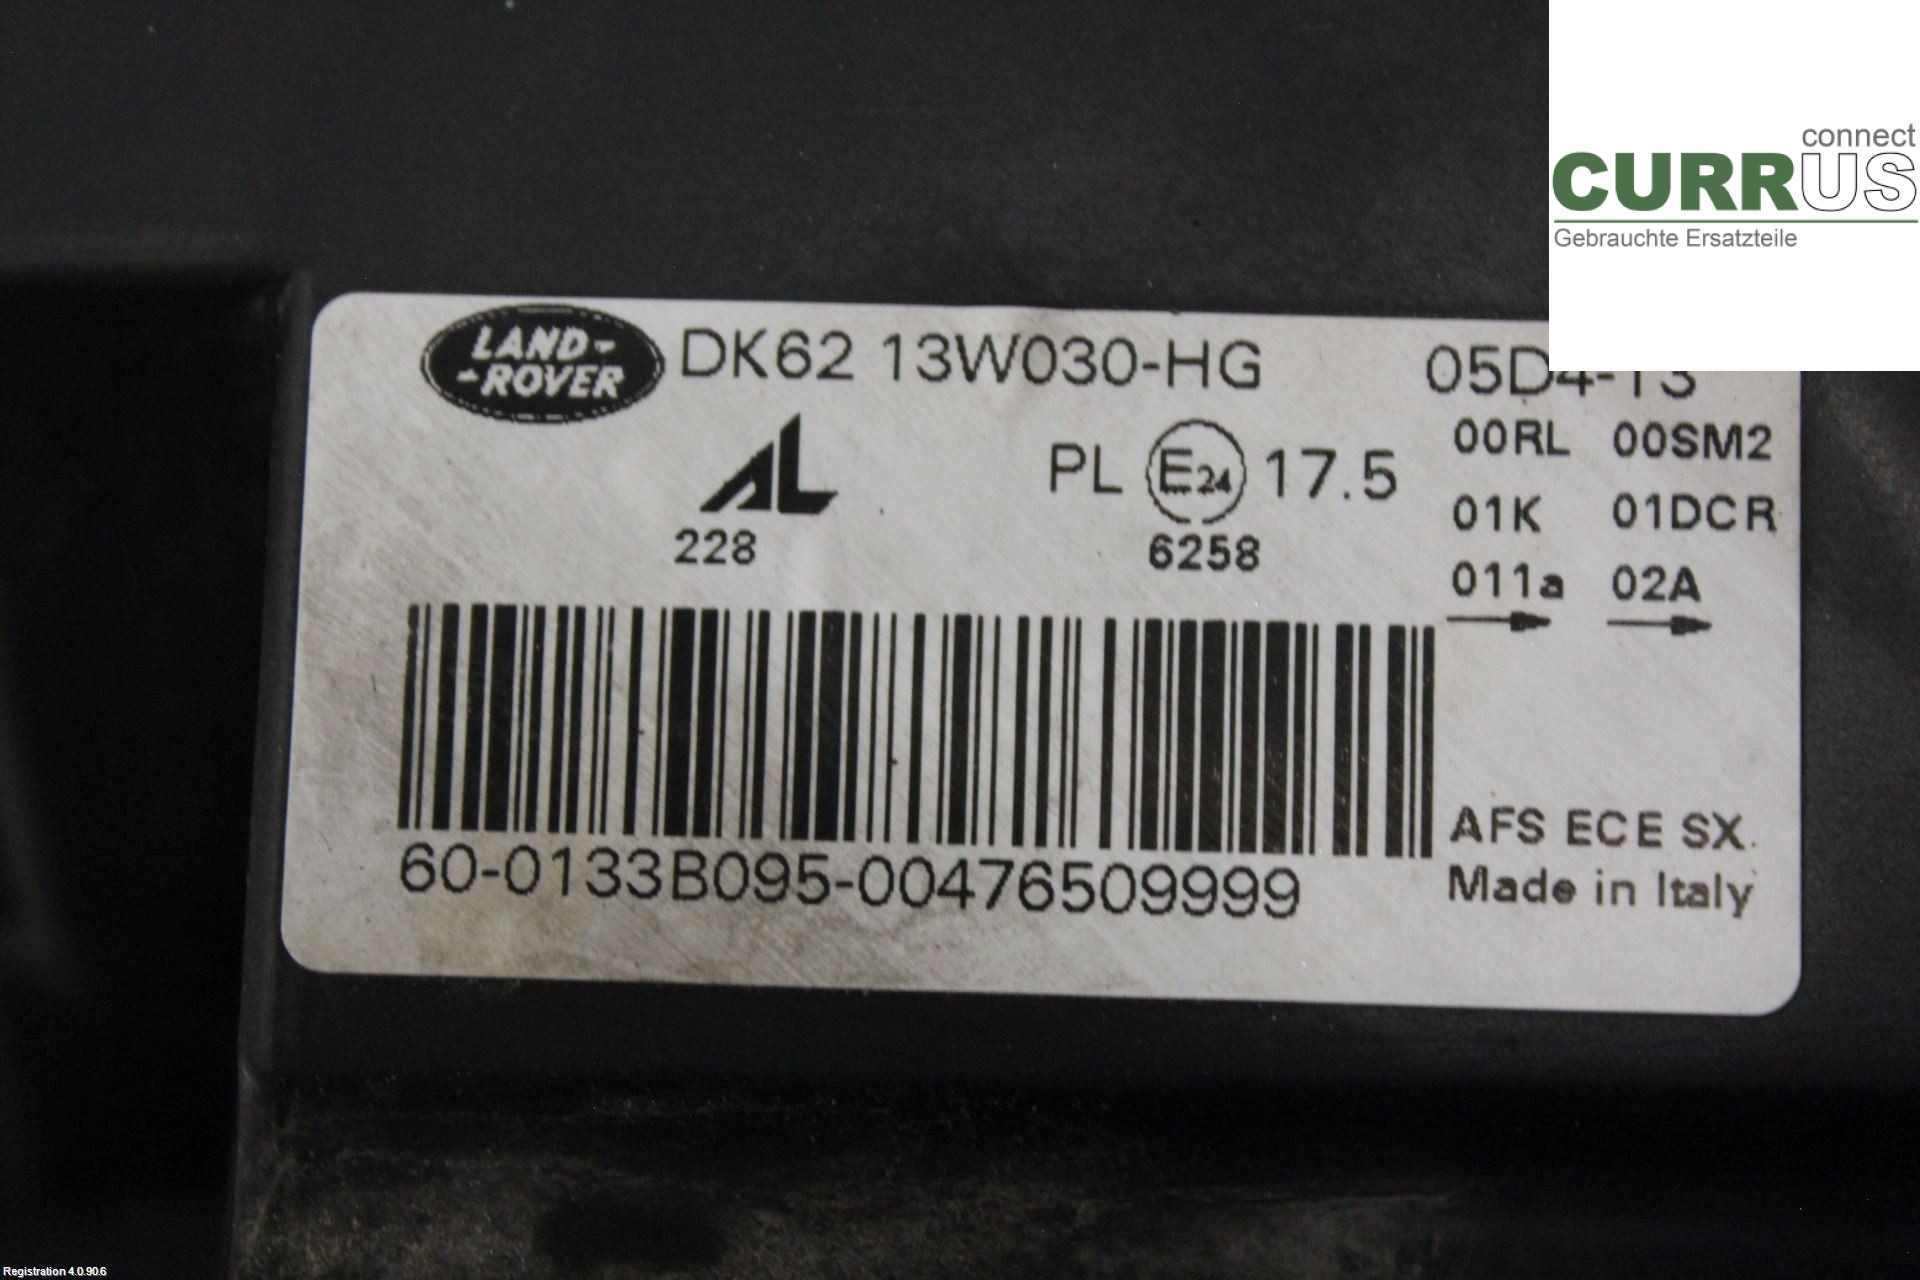 connect
CURRUS
Gebrauchte Ersatzteile
LAND-
-ROVER
DK62 13W030-HG
05D4-13
AL
228
PL E24 17.5
6258
00RL 00SM2
01K 01DCR
011a 02A
60-0133B095-00476509999
AFS ECE SX.
Made in Italy
Registration 4.0.90.6